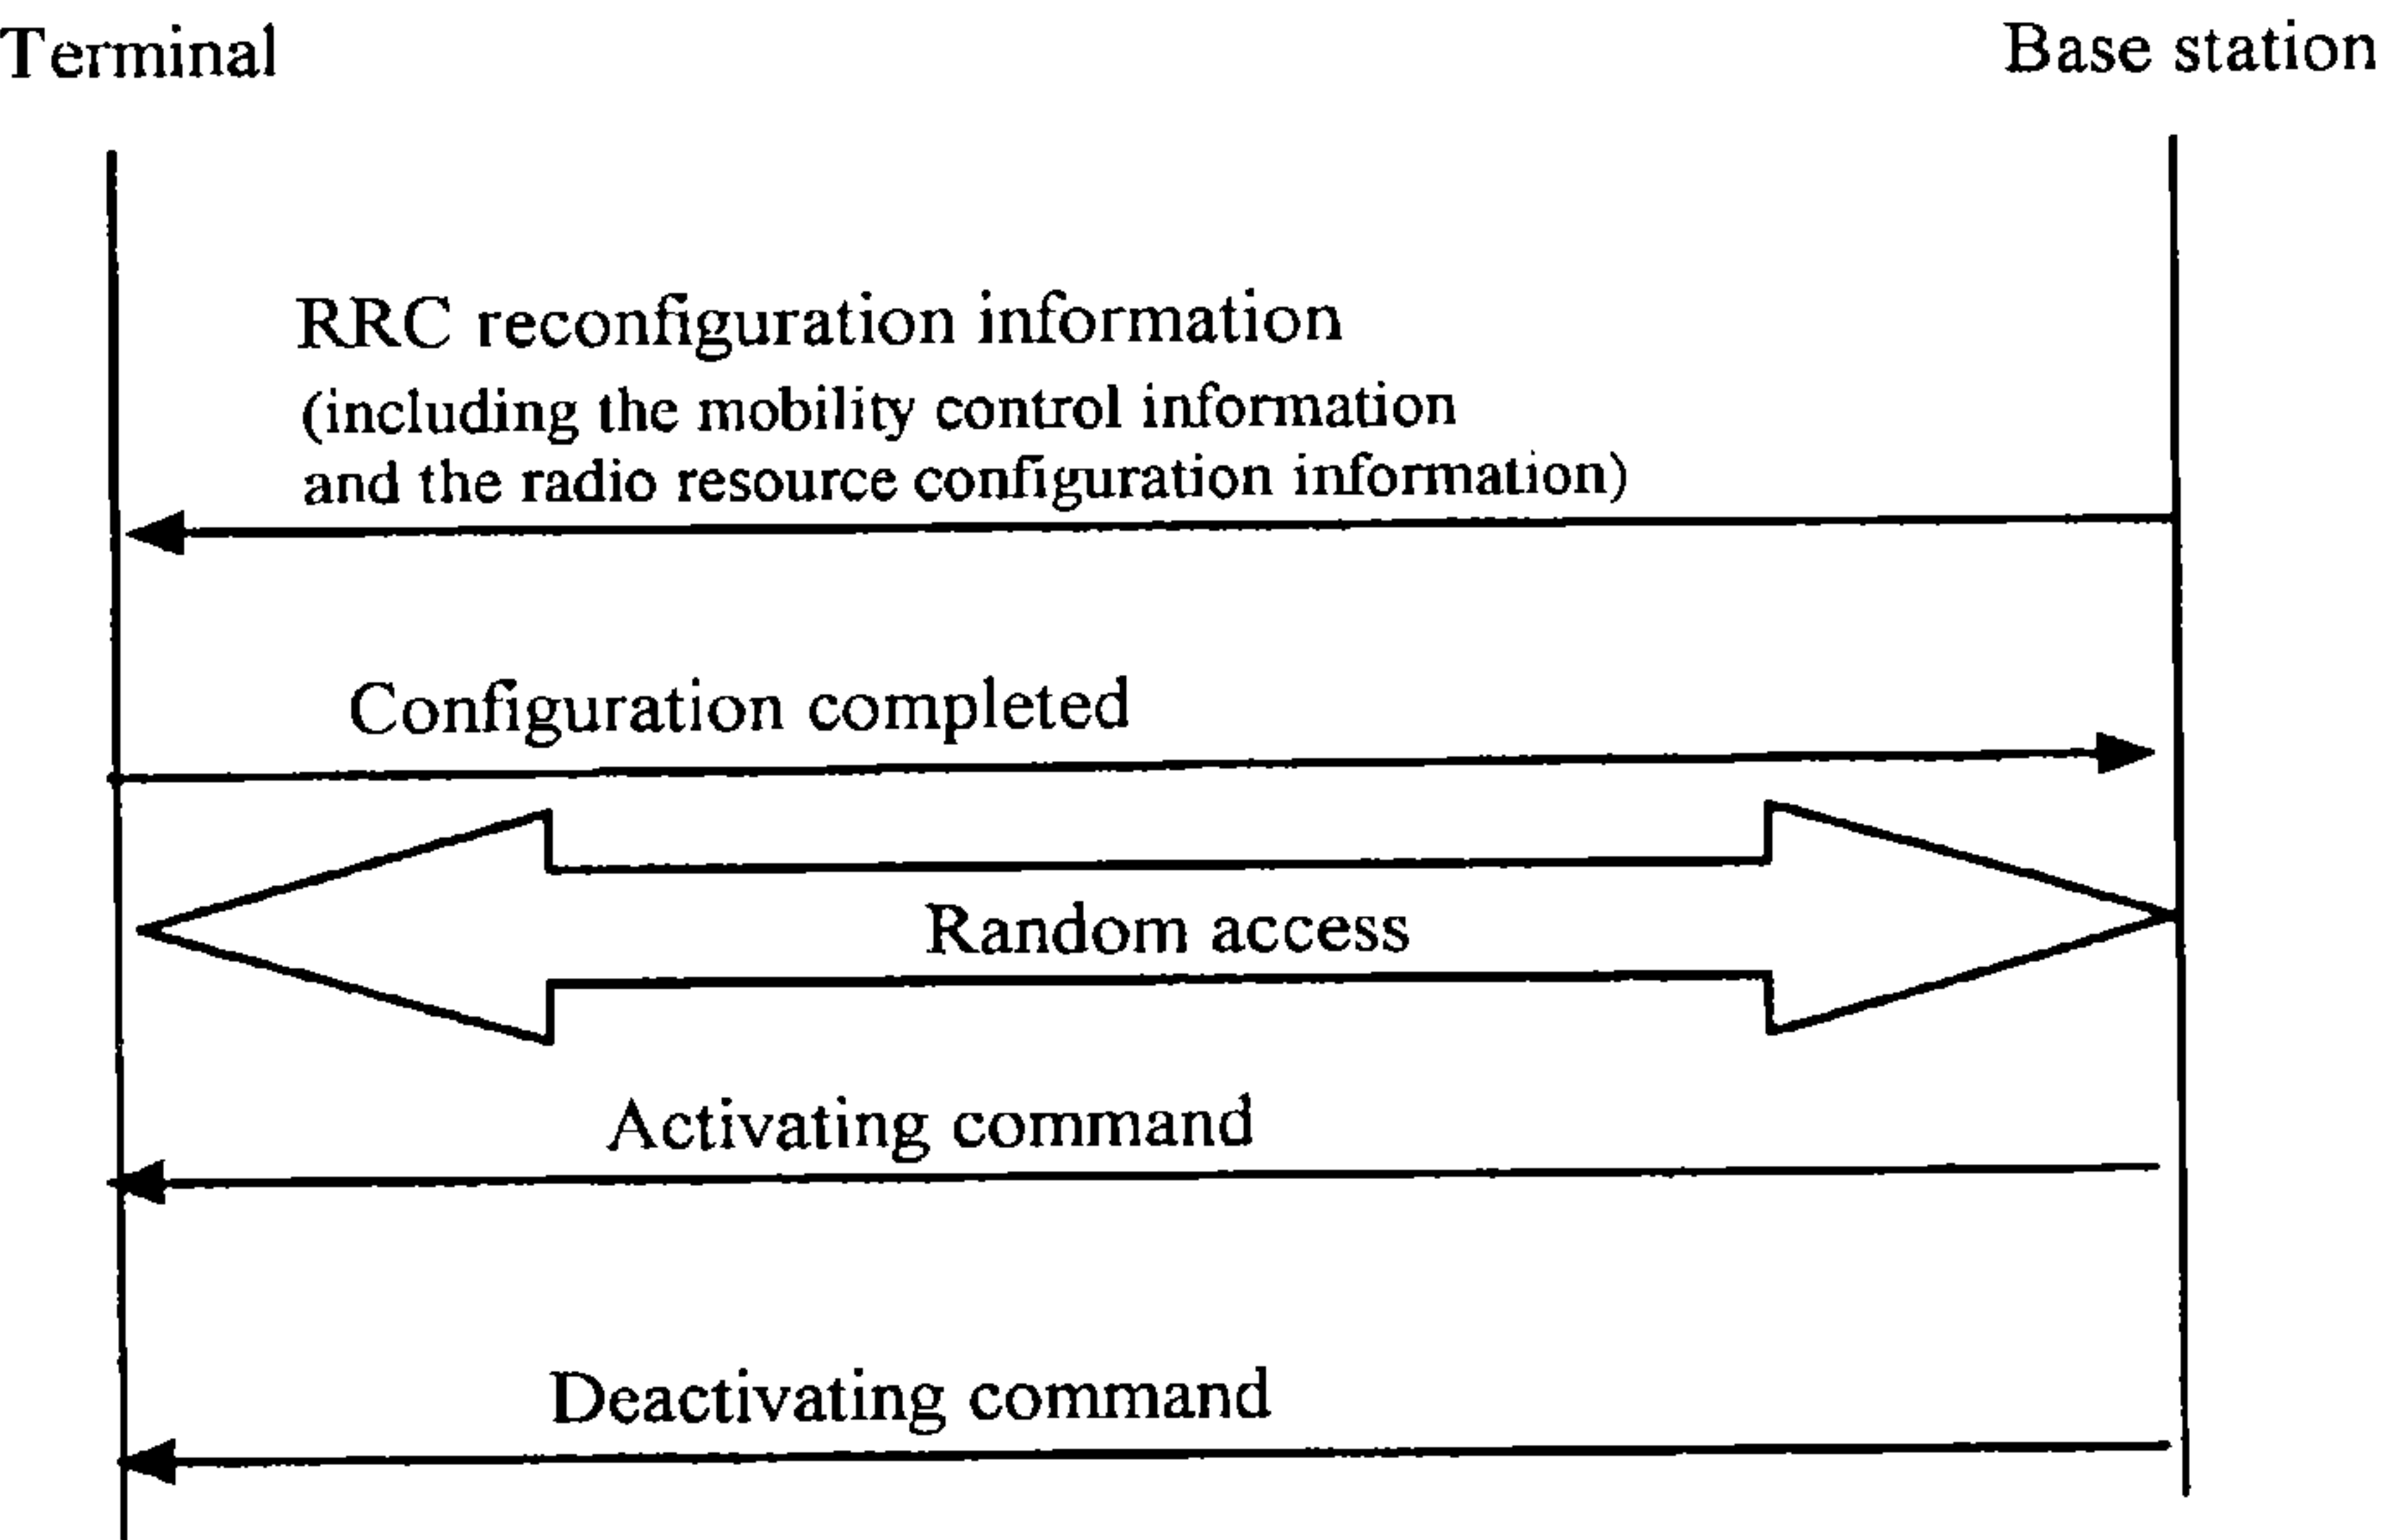 Terminal
Base station
RRC reconfiguration information
(including the mobility control information
and the radio resource configuration information)
Configuration completed
Random access
Activating command
Deactivating command